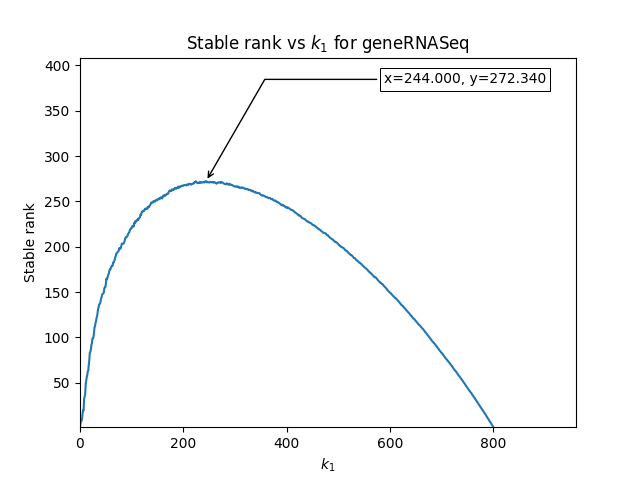 Stable rank vs k₁ for geneRNASeq
x=244.000, y=272.340
400
350
300
250
200
150
100
50
Stable rank
0 200 400 600 800
k₁